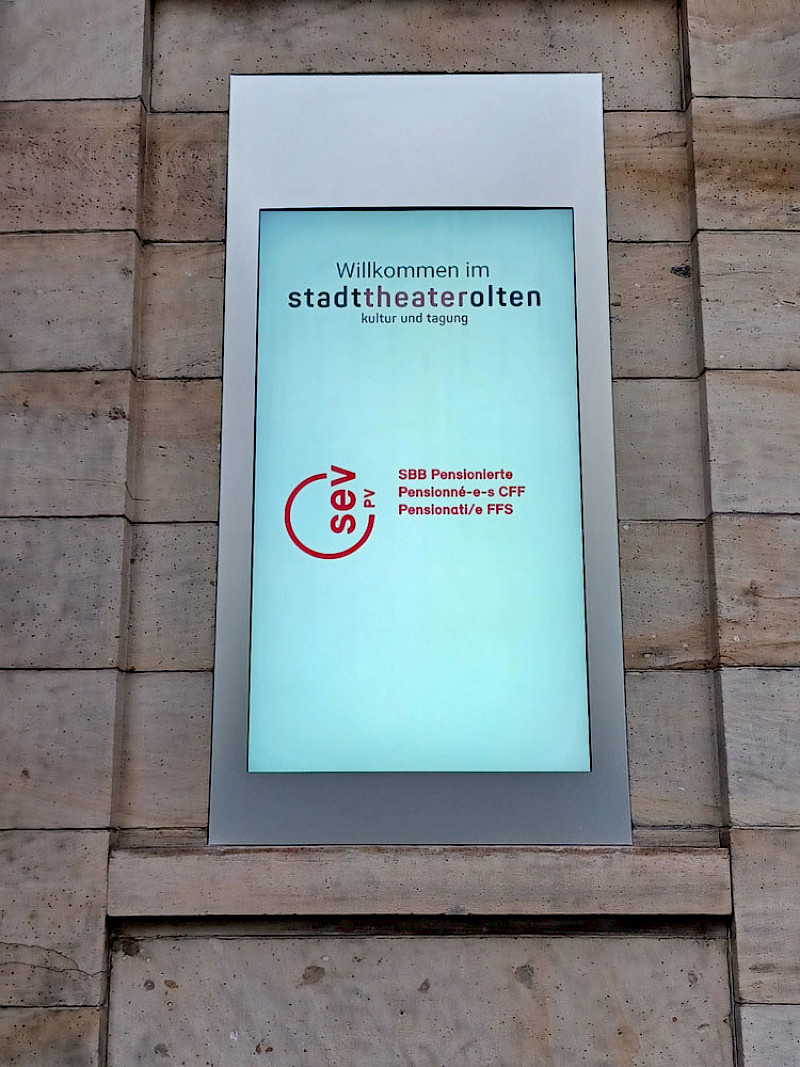 Willkommen im
stadttheaterolten
kultur und tagung
sev
PV
SBB Pensionierte
Pensionné-e-s CFF
Pensionati/e FFS